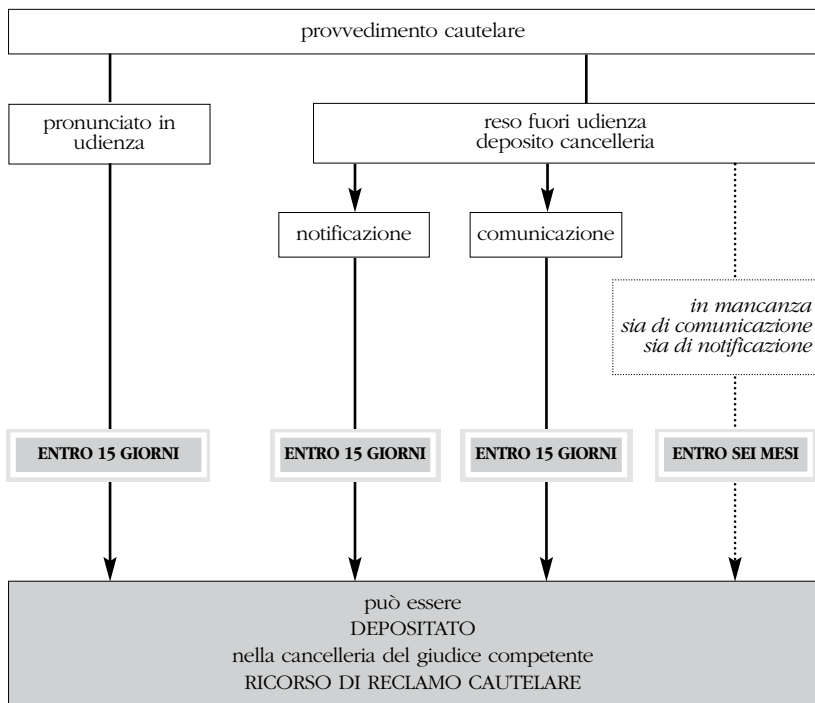 provvedimento cautelare
pronunciato in
udienza
reso fuori udienza
deposito cancelleria
notificazione
comunicazione
in mancanza
sia di comunicazione
sia di notificazione
ENTRO 15 GIORNI
ENTRO 15 GIORNI
ENTRO 15 GIORNI
ENTRO SEI MESI
può essere
DEPOSITATO
nella cancelleria del giudice competente
RICORSO DI RECLAMO CAUTELARE